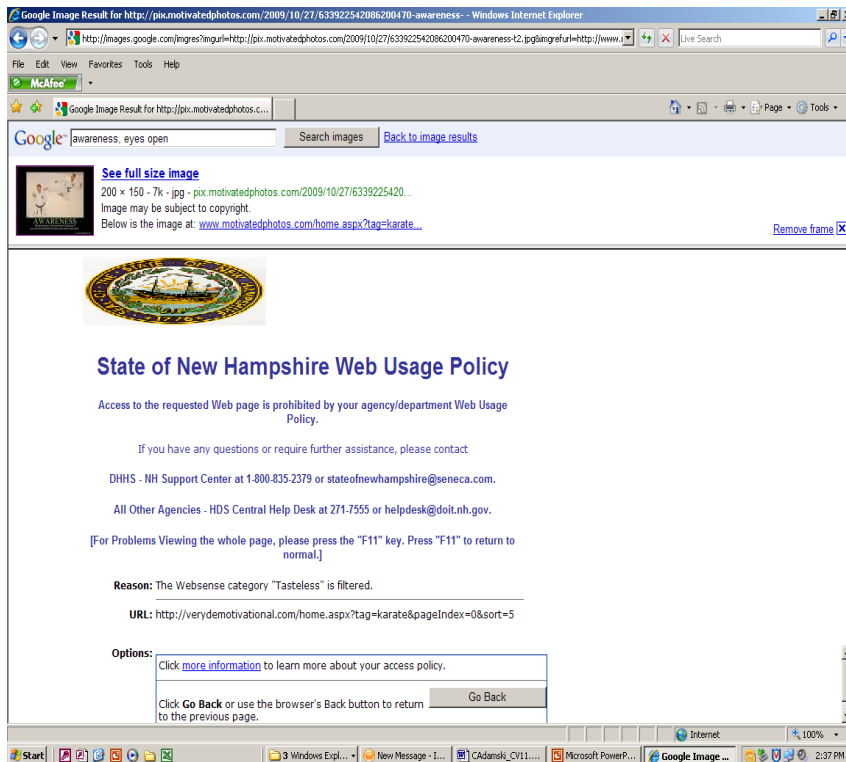 Google Image Result for http://pix.motivatedphotos.com/2009/10/27/633922542086200470-awareness- - Windows Internet Explorer
http://images.google.com/imgres?imgurl=http://pix.motivatedphotos.com/2009/10/27/633922542086200470-awareness-t2.jpg&imgrefurl=http://www.
Live Search
File Edit View Favorites Tools Help
McAfee
Google Image Result for http://pix.motivatedphotos.c...
Page Tools
Google awareness, eyes open Search images Back to image results
See full size image
200 × 150 - 7k - jpg - pix.motivatedphotos.com/2009/10/27/6339225420...
Image may be subject to copyright.
Below is the image at: www.motivatedphotos.com/home.aspx?tag=karate...
Remove frame X
AWARENESS
SEAL OF THE STATE OF NEW HAMPSHIRE
1776
State of New Hampshire Web Usage Policy
Access to the requested Web page is prohibited by your agency/department Web Usage
Policy.
If you have any questions or require further assistance, please contact
DHHS - NH Support Center at 1-800-835-2379 or stateofnewhampshire@seneca.com.
All Other Agencies - HDS Central Help Desk at 271-7555 or helpdesk@doit.nh.gov.
[For Problems Viewing the whole page, please press the "F11" key. Press "F11" to return to
normal.]
Reason: The Websense category "Tasteless" is filtered.
URL: http://verydemotivational.com/home.aspx?tag=karate&pageIndex=0&sort=5
Options:
Click more information to learn more about your access policy.
Click Go Back or use the browser's Back button to return
to the previous page.
Go Back
Internet 100%
Start 3 Windows Expl... New Message - I... CAdamski_CV11.... Microsoft PowerP... Google Image ... 2:37 PM